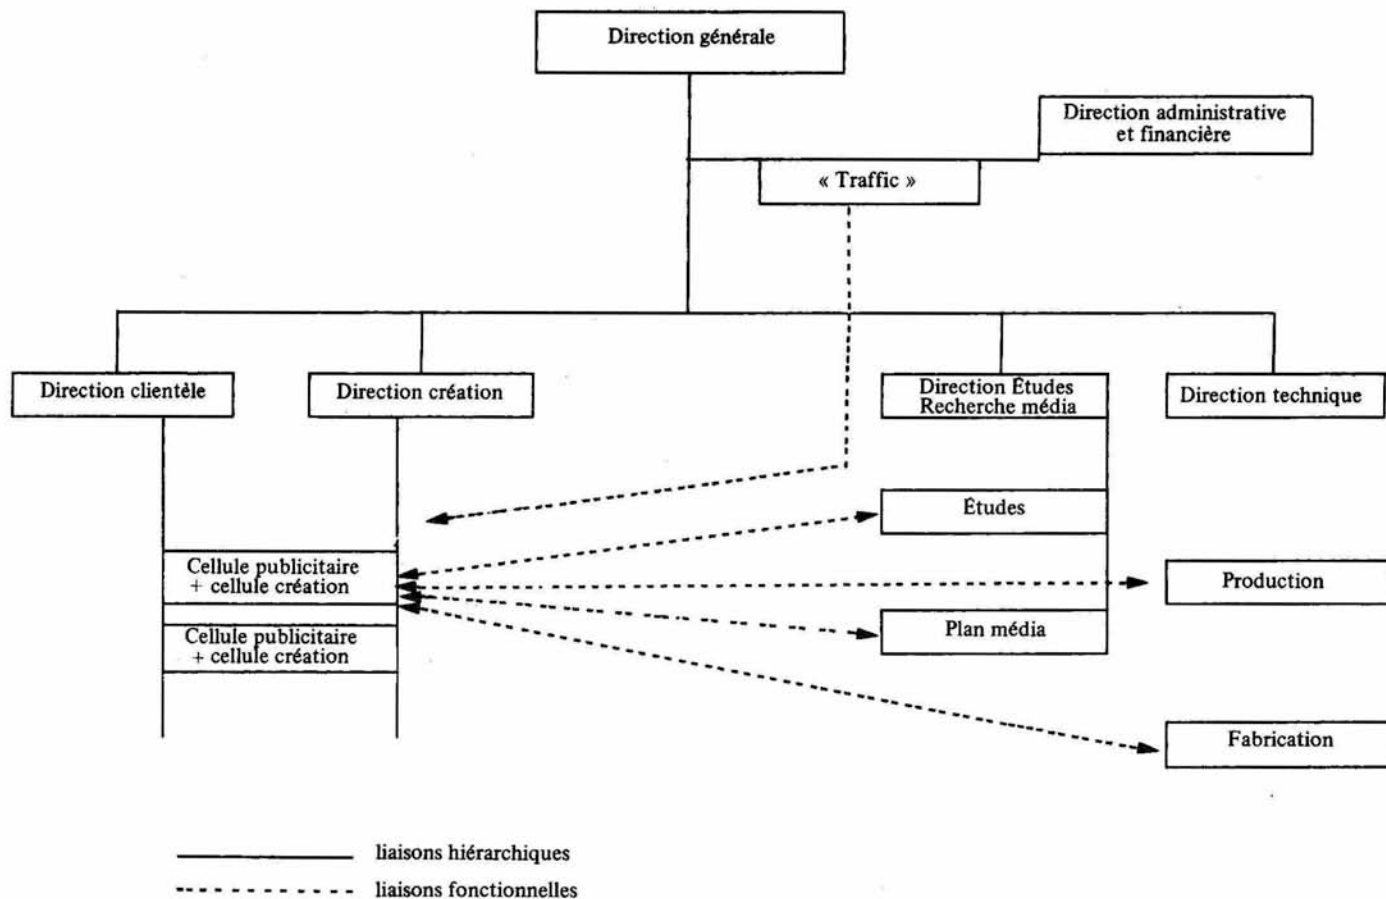 Direction générale
Direction administrative
et financière
« Traffic »
Direction clientèle
Direction création
Direction Études
Recherche média
Direction technique
Études
Cellule publicitaire
+ cellule création
Production
Plan média
Cellule publicitaire
+ cellule création
Fabrication
liaisons hiérarchiques
liaisons fonctionnelles